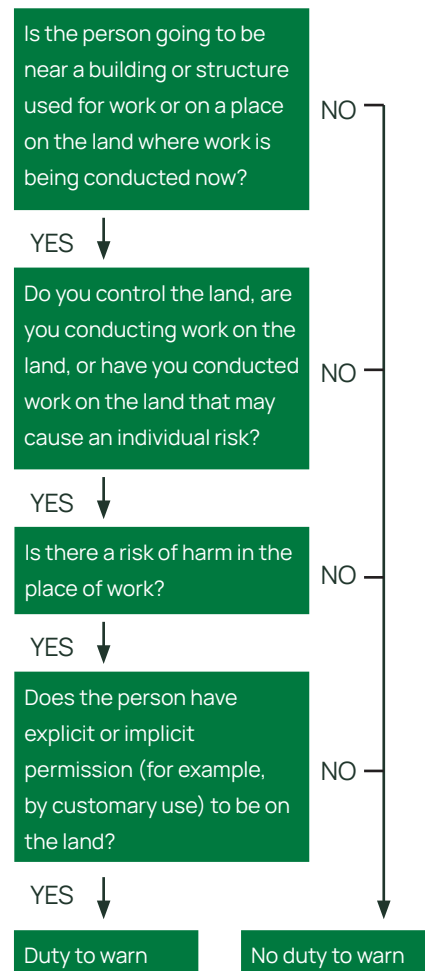 Is the person going to be
near a building or structure
used for work or on a place
on the land where work is
being conducted now?
NO
YES
Do you control the land, are
you conducting work on the
land, or have you conducted
work on the land that may
cause an individual risk?
NO
YES
Is there a risk of harm in the
place of work?
NO
YES
Does the person have
explicit or implicit
permission (for example,
by customary use) to be on
the land?
NO
YES
Duty to warn
No duty to warn